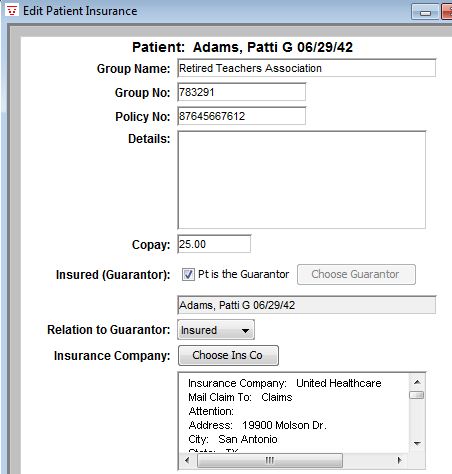 Edit Patient Insurance
Patient: Adams, Patti G 06/29/42
Group Name: Retired Teachers Association
Group No: 783291
Policy No: 87645667612
Details:
Copay: 25.00
Insured (Guarantor): Pt is the Guarantor Choose Guarantor
Adams, Patti G 06/29/42
Relation to Guarantor: Insured
Insurance Company: Choose Ins Co
Insurance Company: United Healthcare
Mail Claim To: Claims
Attention:
Address: 19900 Molson Dr.
City: San Antonio
State: TX